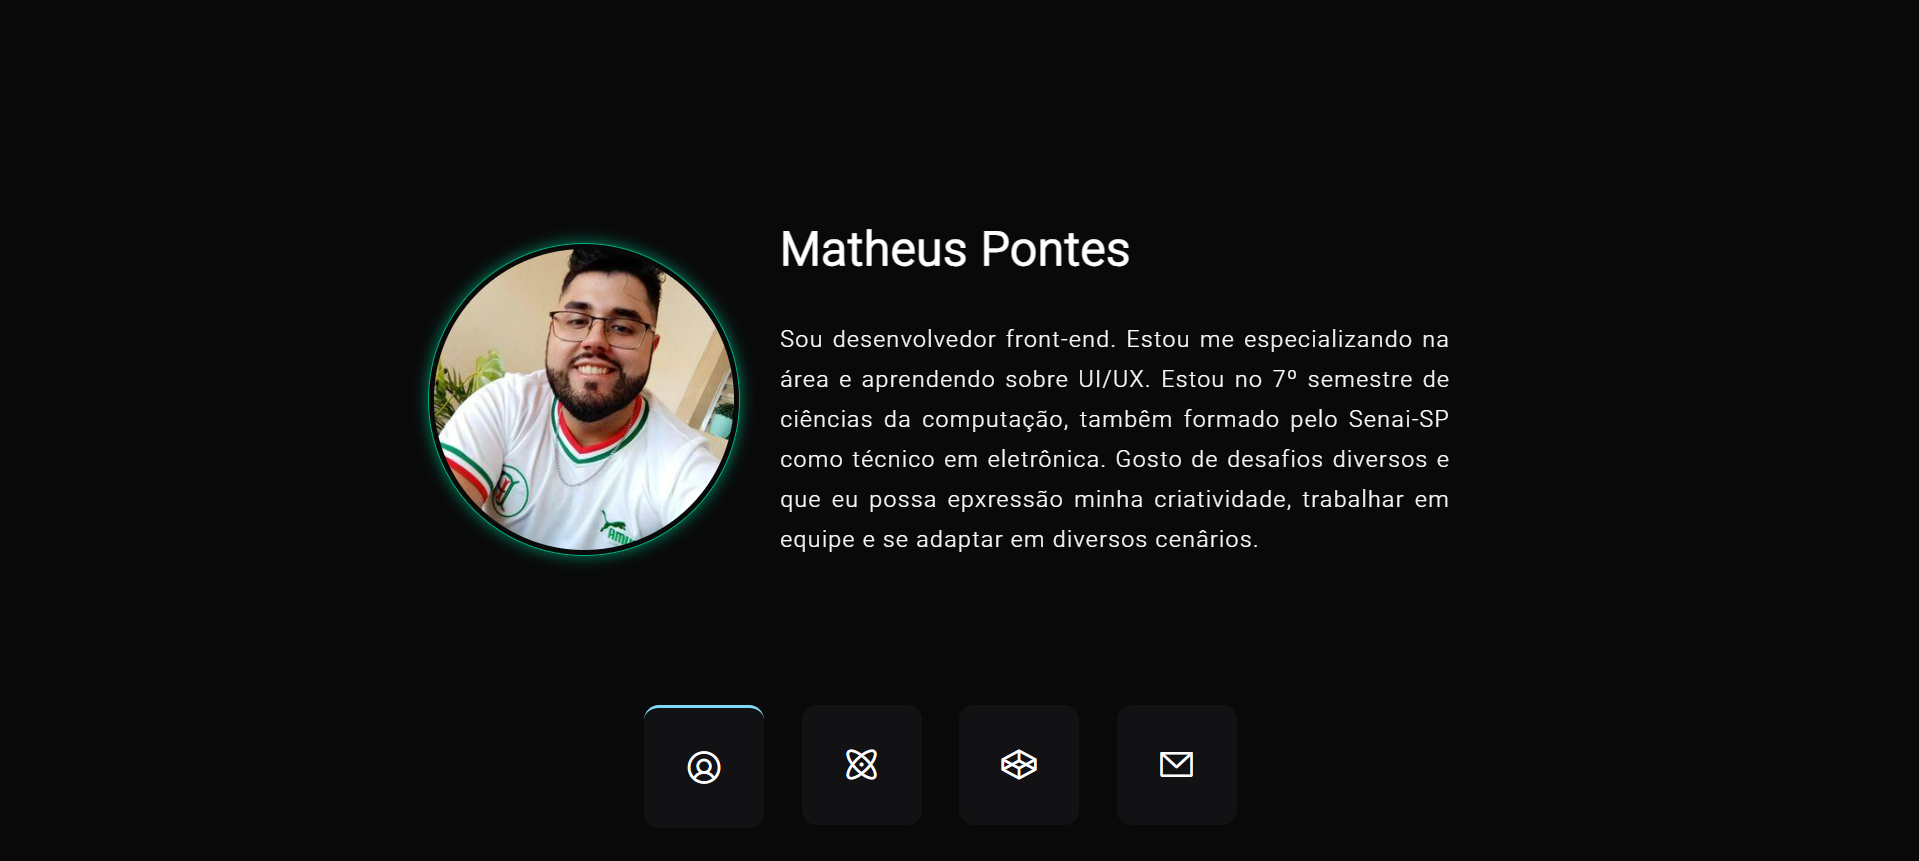 Matheus Pontes
Sou desenvolvedor front-end. Estou me especializando na
área e aprendendo sobre UI/UX. Estou no 7º semestre de
ciências da computação, tambêm formado pelo Senai-SP
como técnico em eletrônica. Gosto de desafios diversos e
que eu possa epxressão minha criatividade, trabalhar em
equipe e se adaptar em diversos cenârios.